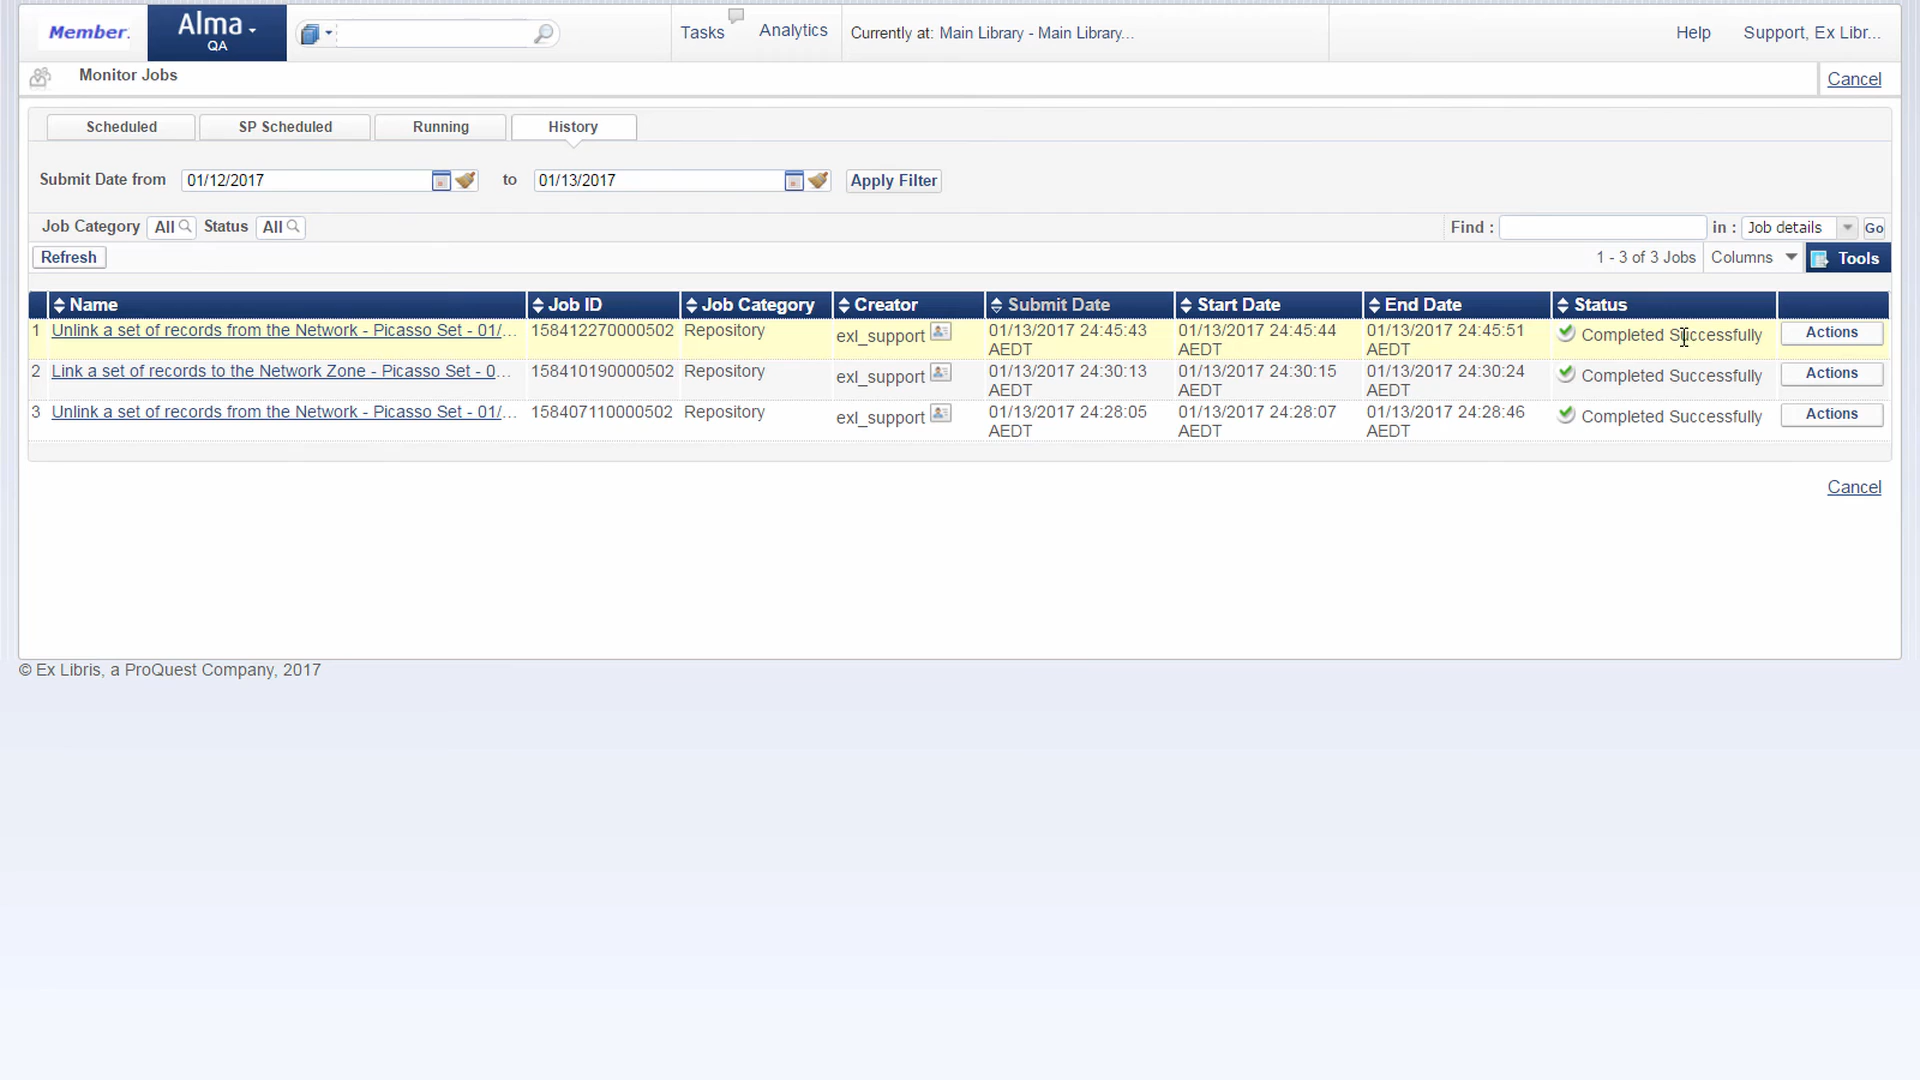 Member.
Alma
QA
Tasks
Analytics
Currently at: Main Library - Main Library...
Help
Support, Ex Libr...
Monitor Jobs
Cancel
Scheduled
SP Scheduled
Running
History
Submit Date from 01/12/2017 to 01/13/2017 Apply Filter
Job Category All Status All
Find : in : Job details Go
Refresh
1 - 3 of 3 Jobs
Columns
Tools
Name Job ID Job Category Creator Submit Date Start Date End Date Status
1 Unlink a set of records from the Network - Picasso Set - 01/... 158412270000502 Repository exl_support 01/13/2017 24:45:43 01/13/2017 24:45:44 01/13/2017 24:45:51 Completed Successfully Actions
AEDT AEDT AEDT
2 Link a set of records to the Network Zone - Picasso Set - 0... 158410190000502 Repository exl_support 01/13/2017 24:30:13 01/13/2017 24:30:15 01/13/2017 24:30:24 Completed Successfully Actions
AEDT AEDT AEDT
3 Unlink a set of records from the Network - Picasso Set - 01/... 158407110000502 Repository exl_support 01/13/2017 24:28:05 01/13/2017 24:28:07 01/13/2017 24:28:46 Completed Successfully Actions
AEDT AEDT AEDT
Cancel
© Ex Libris, a ProQuest Company, 2017